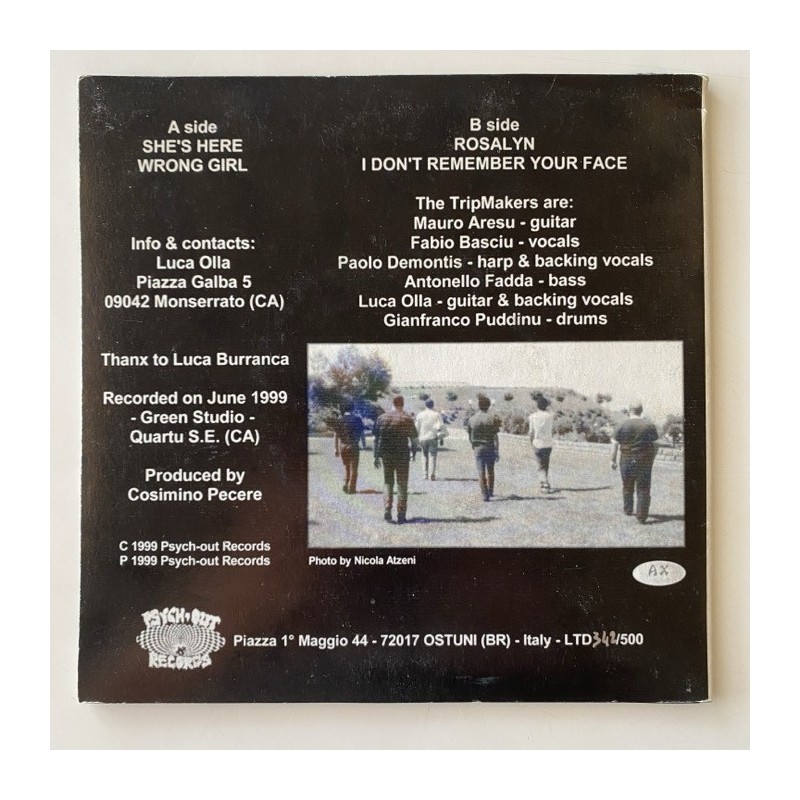 A side
SHE'S HERE
WRONG GIRL
B side
ROSALYN
I DON'T REMEMBER YOUR FACE
The TripMakers are:
Mauro Aresu - guitar
Fabio Basciu - vocals
Paolo Demontis - harp & backing vocals
Antonello Fadda - bass
Luca Olla - guitar & backing vocals
Gianfranco Puddinu - drums
Info & contacts:
Luca Olla
Piazza Galba 5
09042 Monserrato (CA)
Thanx to Luca Burranca
Recorded on June 1999
- Green Studio -
Quartu S.E. (CA)
Produced by
Cosimino Pecere
C 1999 Psych-out Records
P 1999 Psych-out Records
Photo by Nicola Atzeni
AX
PSYCH-OUT
RECORDS
Piazza 1° Maggio 44 - 72017 OSTUNI (BR) - Italy - LTD 342/500